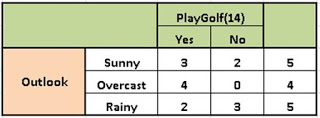 PlayGolf(14)
Yes No
Sunny 3 2 5
Outlook Overcast 4 0 4
Rainy 2 3 5